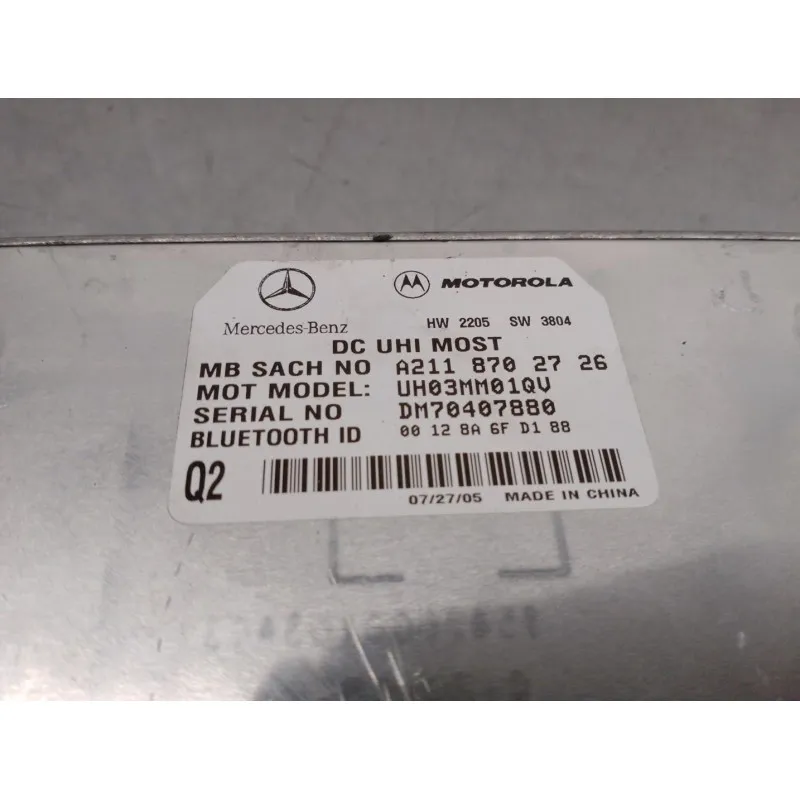 MOTOROLA
Mercedes-Benz
HW 2205 SW 3804
DC UHI MOST
MB SACH NO A211 870 27 26
MOT MODEL: UH03MM01QV
SERIAL NO DM70407880
BLUETOOTH ID 00 12 8A 6F D1 88
Q2
07/27/05 MADE IN CHINA